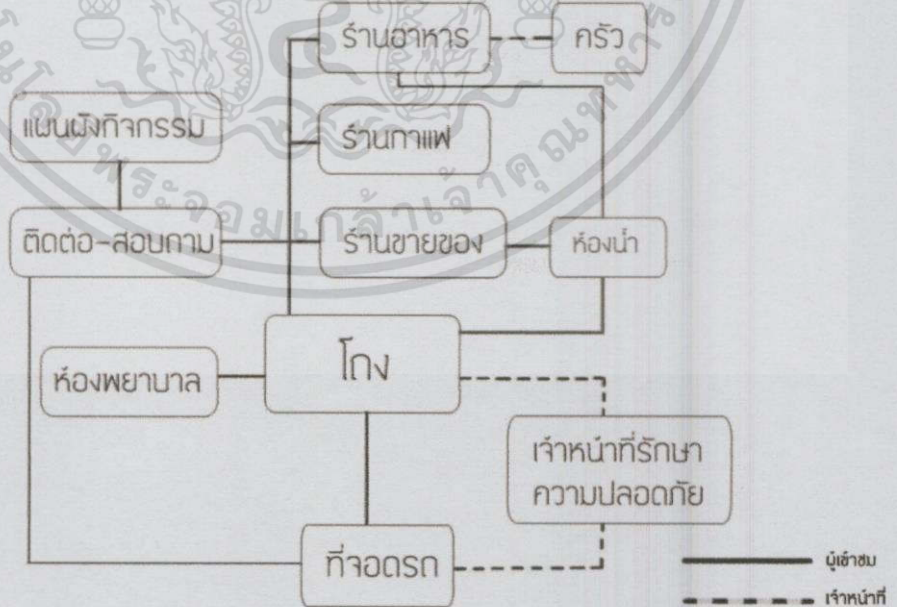 ร้านอาหาร
ครัว
แผนผังกิจกรรม
ร้านกาแฟ
ติดต่อ-สอบถาม
ร้านขายของ
ห้องน้ำ
โถง
ห้องพยาบาล
เจ้าหน้าที่รักษา
ความปลอดภัย
ที่จอดรถ
ผู้เข้าชม
เจ้าหน้าที่